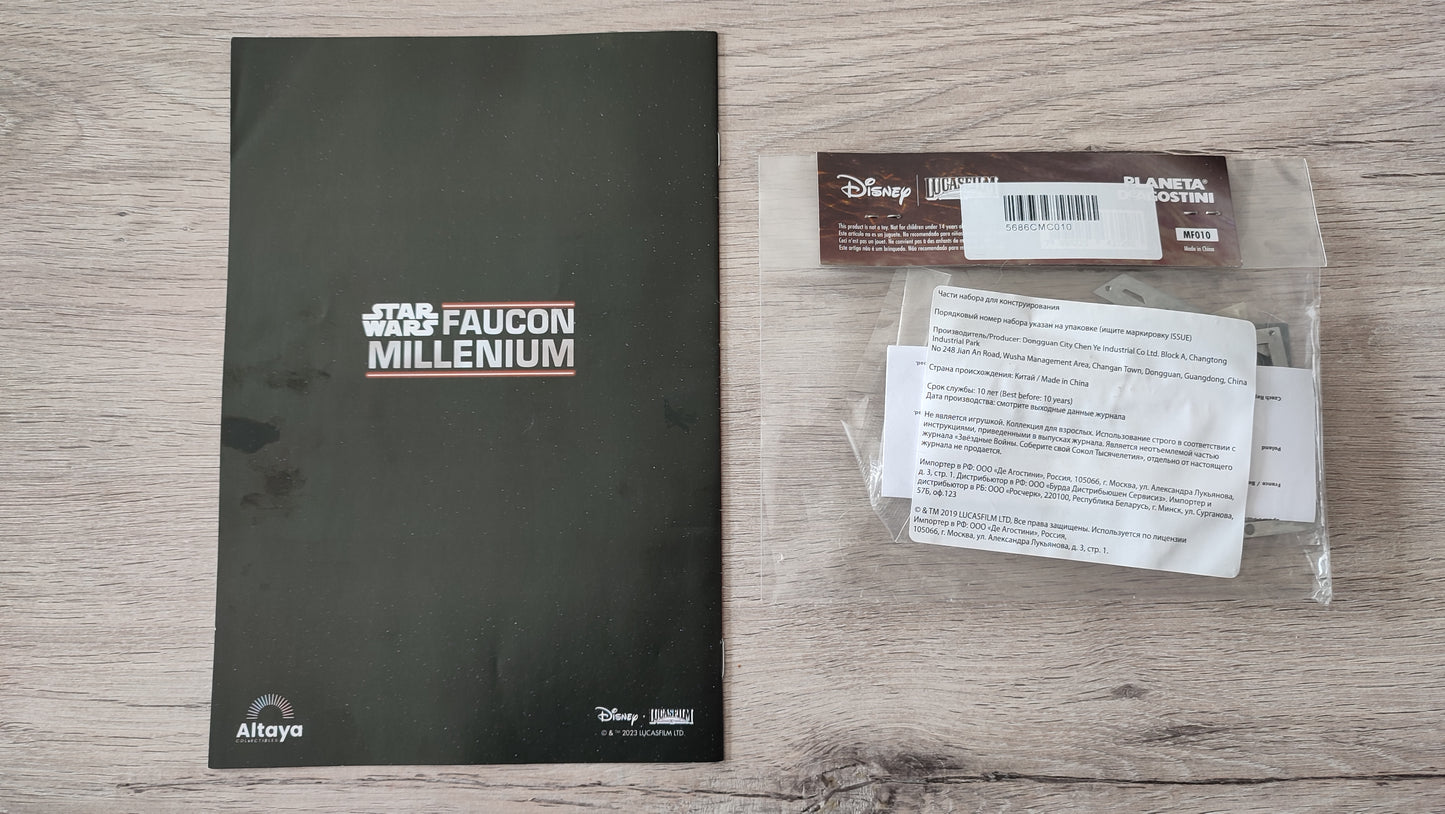 STAR
WARS
FAUCON
MILLENIUM
Altaya
COLLECTIBLES
Disney · LUCASFILM
© & ™ 2023 LUCASFILM LTD.
Disney | LUCASFILM
PLANETA
DeAGOSTINI
5686CMC010
This product is not a toy. Not for children under 14 years
Este artículo no es un juguete. No recomendado para
Ceci n'est pas un jouet. Ne convient pas à des enfants de m
Este artigo não é um brinquedo. Não recomendado par
MF010
Made in China
Части набора для конструирования
Порядковый номер набора указан на упаковке (ищите маркировку ISSUE)
Производитель/Producer: Dongguan City Chen Ye Industrial Co Ltd. Block A, Changtong
Industrial Park
No 248 Jian An Road, Wusha Management Area, Changan Town, Dongguan, Guangdong, China
Страна происхождения: Китай / Made in China
Срок службы: 10 лет (Best before: 10 years)
Дата производства: смотрите выходные данные журнала
Не является игрушкой. Коллекция для взрослых. Использование строго в соответствии с
инструкциями, приведенными в выпусках журнала. Является неотъемлемой частью
журнала «Звёздные Войны. Соберите свой Сокол Тысячелетия», отдельно от настоящего
журнала не продается.
Импортер в РФ: ООО «Де Агостини», Россия, 105066, г. Москва, ул. Александра Лукьянова,
д. 3, стр. 1. Дистрибьютор в РФ: ООО «Бурда Дистрибьюшен Сервисиз». Импортер и
дистрибьютор в РБ: ООО «Росчерк», 220100, Республика Беларусь, г. Минск, ул. Сурганова,
57Б, оф.123
© & TM 2019 LUCASFILM LTD, Все права защищены. Используется по лицензии
Импортер в РФ: ООО «Де Агостини», Россия,
105066, г. Москва, ул. Александра Лукьянова, д. 3, стр. 1.
Czech Rep
Poland
France / Be